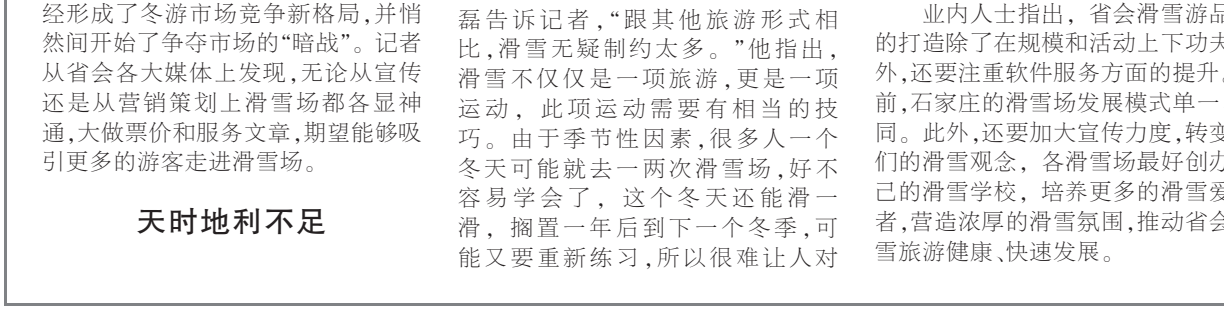 经形成了冬游市场竞争新格局,并悄
然间开始了争夺市场的“暗战”。记者
从省会各大媒体上发现,无论从宣传
还是从营销策划上滑雪场都各显神
通,大做票价和服务文章,期望能够吸
引更多的游客走进滑雪场。
天时地利不足
磊告诉记者,“跟其他旅游形式相
比,滑雪无疑制约太多。”他指出,
滑雪不仅仅是一项旅游,更是一项
运动，此项运动需要有相当的技
巧。由于季节性因素,很多人一个
冬天可能就去一两次滑雪场,好不
容易学会了，这个冬天还能滑一
滑，搁置一年后到下一个冬季,可
能又要重新练习,所以很难让人对
业内人士指出，省会滑雪游品
的打造除了在规模和活动上下功夫
外,还要注重软件服务方面的提升。
前,石家庄的滑雪场发展模式单一
同。此外,还要加大宣传力度,转变
们的滑雪观念，各滑雪场最好创办
己的滑雪学校，培养更多的滑雪爱
者,营造浓厚的滑雪氛围,推动省会
雪旅游健康、快速发展。